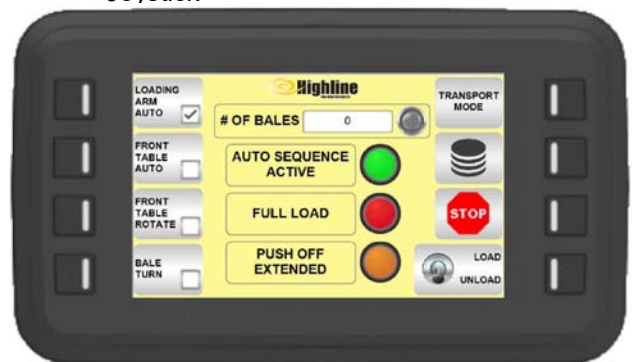 LOADING
ARM
AUTO
Highline
TRANSPORT
MODE
# OF BALES 0
FRONT
TABLE
AUTO
AUTO SEQUENCE
ACTIVE
FRONT
TABLE
ROTATE
FULL LOAD
STOP
BALE
TURN
PUSH OFF
EXTENDED
LOAD
UNLOAD